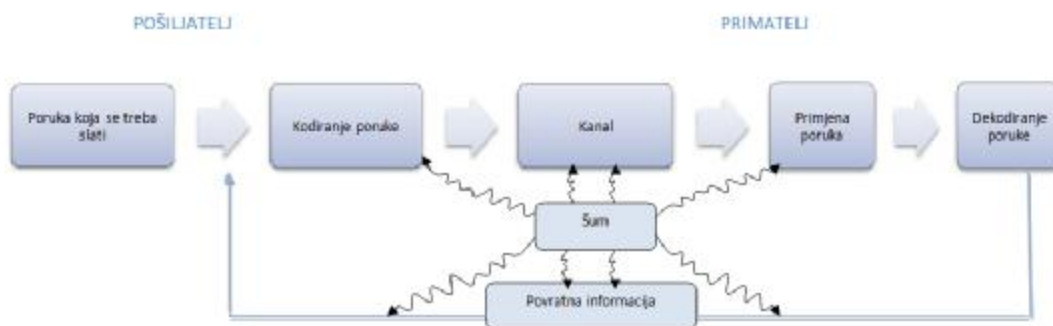 POŠILJATELJ
PRIMATELJ
Poruka koja se treba
slati
Kodiranje poruke
Kanal
Primjena
poruka
Dekodiranje
poruke
Šum
Povratna informacija